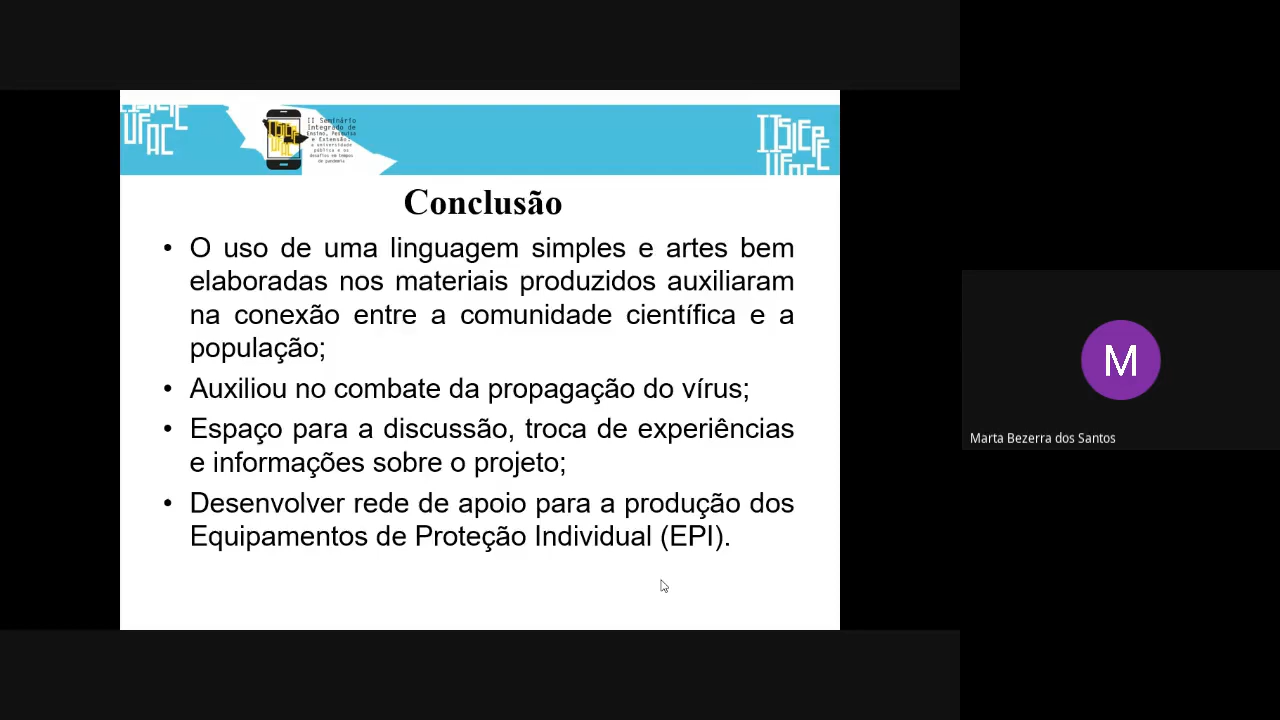 UFAC
II Seminário
Integrado de
Ensino, Pesquisa
e Extensão:
a universidade
pública e os
desafios em tempos
de pandemia
IISIEPE
UFAC
Conclusão
• O uso de uma linguagem simples e artes bem
elaboradas nos materiais produzidos auxiliaram
na conexão entre a comunidade científica e a
população;
• Auxiliou no combate da propagação do vírus;
• Espaço para a discussão, troca de experiências
e informações sobre o projeto;
• Desenvolver rede de apoio para a produção dos
Equipamentos de Proteção Individual (EPI).
M
Marta Bezerra dos Santos